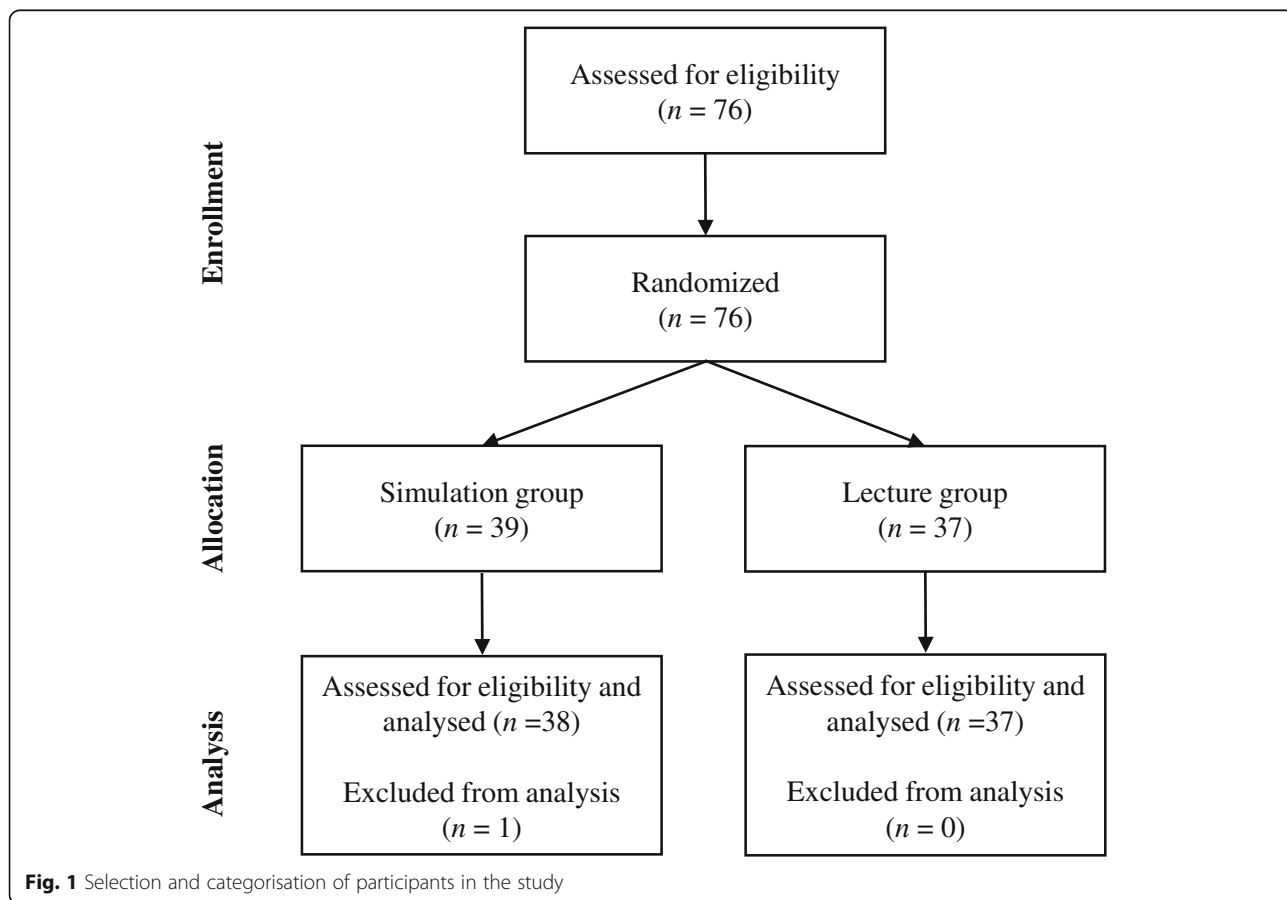 Enrollment
Assessed for eligibility
(n = 76)
Randomized
(n = 76)
Allocation
Simulation group
(n = 39)
Lecture group
(n = 37)
Analysis
Assessed for eligibility and
analysed (n =38)
Excluded from analysis
(n = 1)
Assessed for eligibility and
analysed (n =37)
Excluded from analysis
(n = 0)
Fig. 1 Selection and categorisation of participants in the study